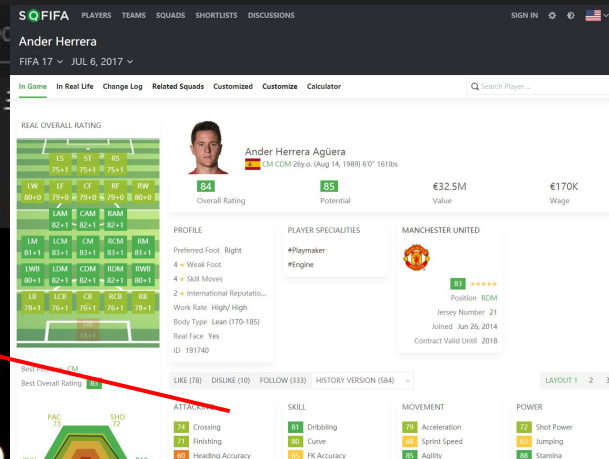 SOFIFA PLAYERS TEAMS SQUADS SHORTLISTS DISCUSSIONS SIGN IN
Ander Herrera
FIFA 17 JUL 6, 2017
In Game In Real Life Change Log Related Squads Customized Customize Calculator Search Player ...
REAL OVERALL RATING
LS ST RS
75+1 75+1 75+1
LW LF CF RF RW
80+0 79+0 79+0 79+0 80+0
LAM CAM RAM
82+1 82+1 82+1
LM LCM CM RCM RM
81+1 83+1 83+1 83+1 81+1
LWB LDM CDM RDM RWB
80+1 82+1 82+1 82+1 80+1
LB LCB CB RCB RB
78+1 76+1 76+1 76+1 78+1
18+1
Best CM
Best Overall Rating 83
PAC SHO
73 72
Ander Herrera Agüera
CM CDM 26y.o. (Aug 14, 1989) 6'0" 161lbs
84 85 €32.5M €170K
Overall Rating Potential Value Wage
PROFILE
Preferred Foot Right
4 ★ Weak Foot
4 ★ Skill Moves
2 ★ International Reputatio...
Work Rate High/ High
Body Type Lean (170-185)
Real Face Yes
ID 191740
PLAYER SPECIALITIES
#Playmaker
#Engine
MANCHESTER UNITED
83 ★★★★★
Position RDM
Jersey Number 21
Joined Jun 26, 2014
Contract Valid Until 2018
LIKE (78) DISLIKE (10) FOLLOW (333) HISTORY VERSION (584) LAYOUT 1 2 3
ATTACKING
74 Crossing
71 Finishing
60 Heading Accuracy
SKILL
81 Dribbling
80 Curve
65 FK Accuracy
MOVEMENT
79 Acceleration
68 Sprint Speed
85 Agility
POWER
72 Shot Power
63 Jumping
88 Stamina